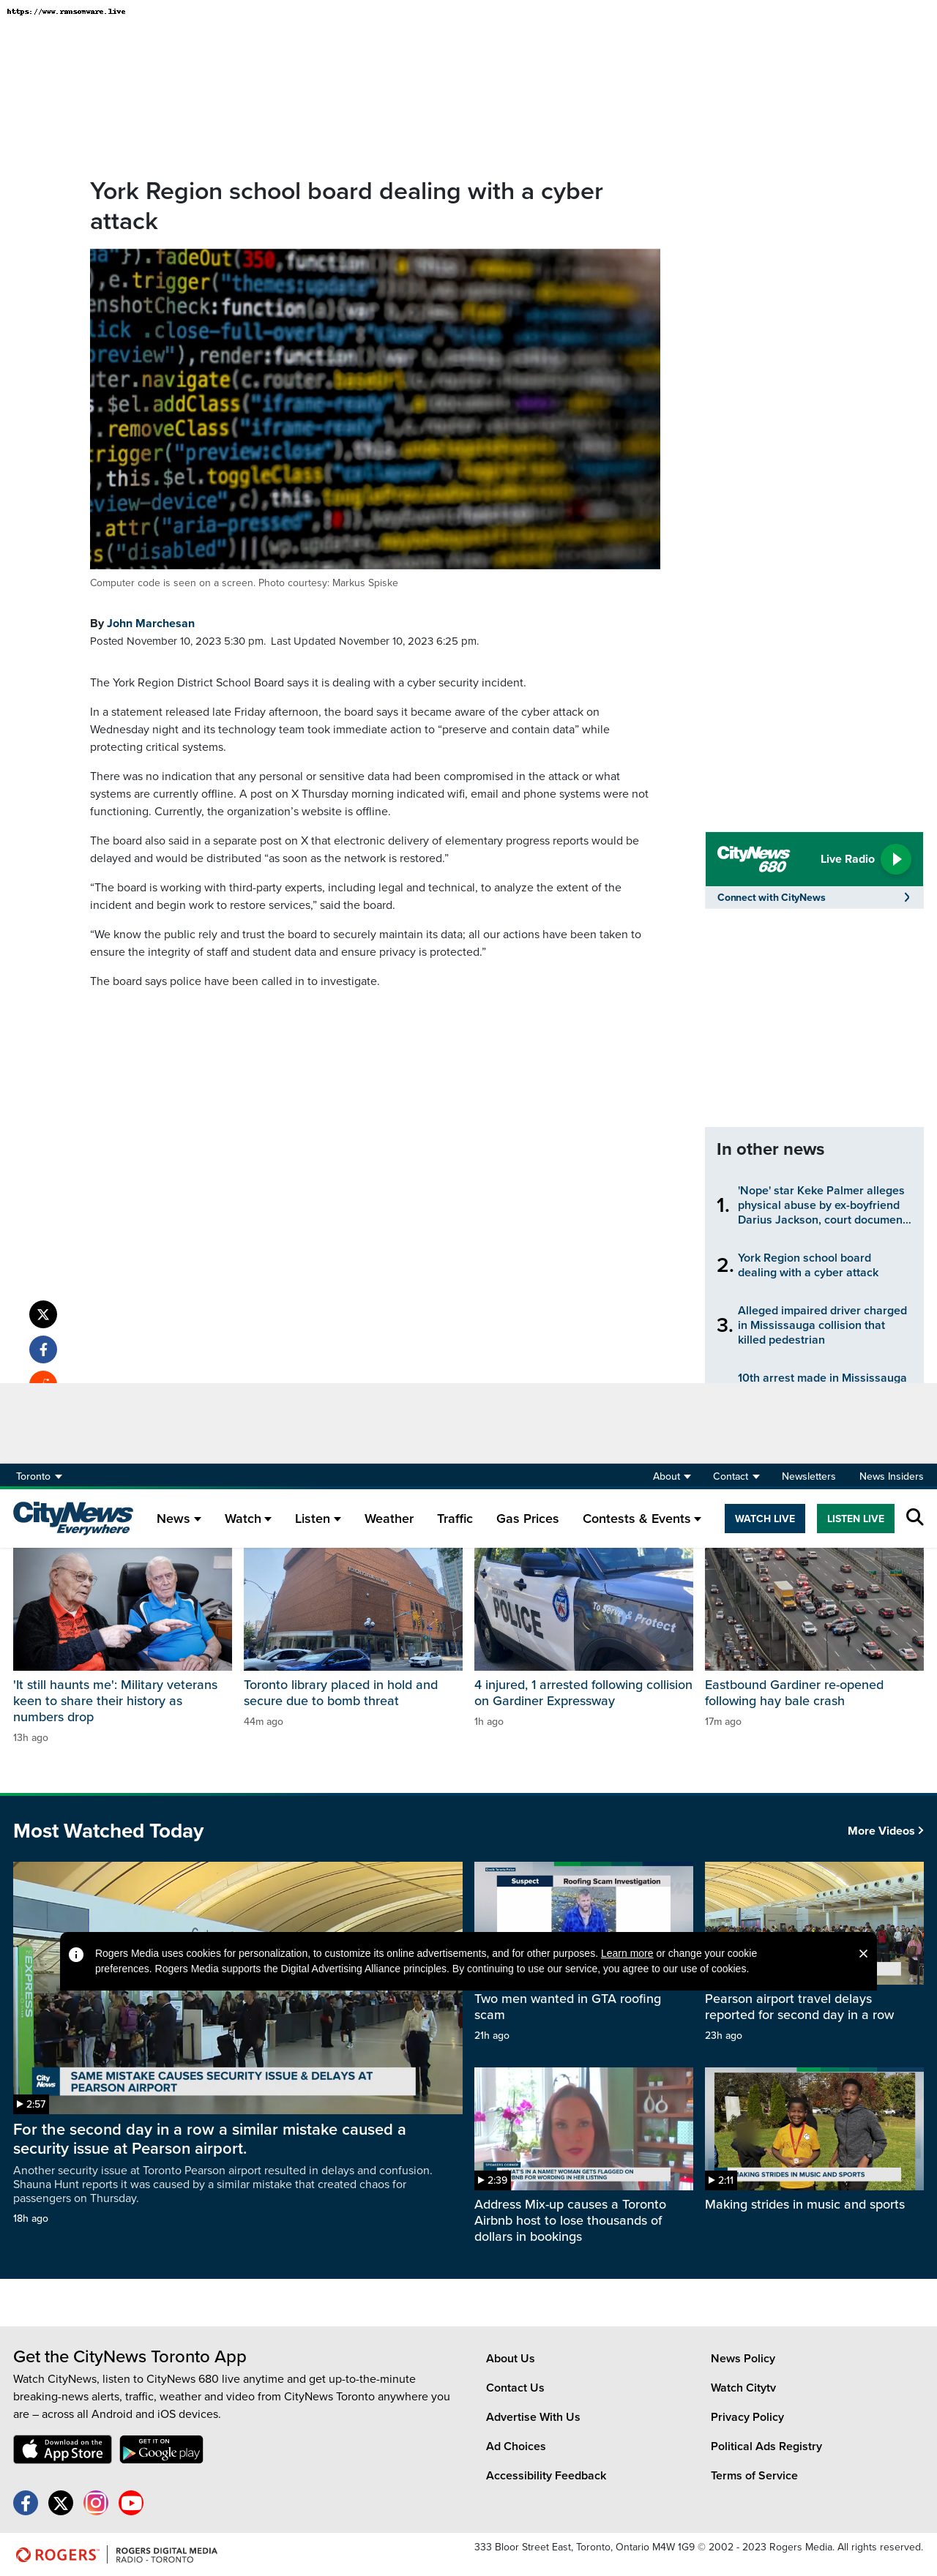 https://www.ransomware.live
York Region school board dealing with a cyber
attack
"}).fadeOut(350,function
),e.trigger("themes:update
enshotCheck:function
lick .close-full-overlay
preview"),render:function
outer.navigate(c.router.
s.$el.addClass("iframe-ready
removeClass("iframe-
trigger("preview:close
,this.$el.toggleClass
this.
eview-device",
.attr("aria-pressed"
ss("disabled")
Computer code is seen on a screen. Photo courtesy: Markus Spiske
By John Marchesan
Posted November 10, 2023 5:30 pm. Last Updated November 10, 2023 6:25 pm.
The York Region District School Board says it is dealing with a cyber security incident.
In a statement released late Friday afternoon, the board says it became aware of the cyber attack on
Wednesday night and its technology team took immediate action to “preserve and contain data” while
protecting critical systems.
There was no indication that any personal or sensitive data had been compromised in the attack or what
systems are currently offline. A post on X Thursday morning indicated wifi, email and phone systems were not
functioning. Currently, the organization’s website is offline.
The board also said in a separate post on X that electronic delivery of elementary progress reports would be
delayed and would be distributed “as soon as the network is restored.”
“The board is working with third-party experts, including legal and technical, to analyze the extent of the
incident and begin work to restore services,” said the board.
“We know the public rely and trust the board to securely maintain its data; all our actions have been taken to
ensure the integrity of staff and student data and ensure privacy is protected.”
The board says police have been called in to investigate.
CityNews
680
Live Radio
Connect with CityNews
In other news
1. 'Nope' star Keke Palmer alleges
physical abuse by ex-boyfriend
Darius Jackson, court documen...
2. York Region school board
dealing with a cyber attack
3. Alleged impaired driver charged
in Mississauga collision that
killed pedestrian
10th arrest made in Mississauga
Toronto About Contact Newsletters News Insiders
CityNews Everywhere News Watch Listen Weather Traffic Gas Prices Contests & Events WATCH LIVE LISTEN LIVE
TORONTO POLICE To Serve & Protect
'It still haunts me': Military veterans
keen to share their history as
numbers drop
13h ago
Toronto library placed in hold and
secure due to bomb threat
44m ago
4 injured, 1 arrested following collision
on Gardiner Expressway
1h ago
Eastbound Gardiner re-opened
following hay bale crash
17m ago
Most Watched Today
More Videos
EXPRESS
City News
SAME MISTAKE CAUSES SECURITY ISSUE & DELAYS AT
PEARSON AIRPORT
2:57
For the second day in a row a similar mistake caused a
security issue at Pearson airport.
Another security issue at Toronto Pearson airport resulted in delays and confusion.
Shauna Hunt reports it was caused by a similar mistake that created chaos for
passengers on Thursday.
18h ago
Suspect Roofing Scam Investigation
Rogers Media uses cookies for personalization, to customize its online advertisements, and for other purposes. Learn more or change your cookie
preferences. Rogers Media supports the Digital Advertising Alliance principles. By continuing to use our service, you agree to our use of cookies.
Two men wanted in GTA roofing
scam
21h ago
Pearson airport travel delays
reported for second day in a row
23h ago
AT'S IN A NAME? WOMAN GETS FLAGGED ON
BNB FOR WORDING IN HER LISTING
2:39
Address Mix-up causes a Toronto
Airbnb host to lose thousands of
dollars in bookings
MAKING STRIDES IN MUSIC AND SPORTS
2:11
Making strides in music and sports
Get the CityNews Toronto App
Watch CityNews, listen to CityNews 680 live anytime and get up-to-the-minute
breaking-news alerts, traffic, weather and video from CityNews Toronto anywhere you
are – across all Android and iOS devices.
Download on the App Store
GET IT ON Google play
About Us
Contact Us
Advertise With Us
Ad Choices
Accessibility Feedback
News Policy
Watch Citytv
Privacy Policy
Political Ads Registry
Terms of Service
ROGERS
ROGERS DIGITAL MEDIA
RADIO - TORONTO
333 Bloor Street East, Toronto, Ontario M4W 1G9 © 2002 - 2023 Rogers Media. All rights reserved.